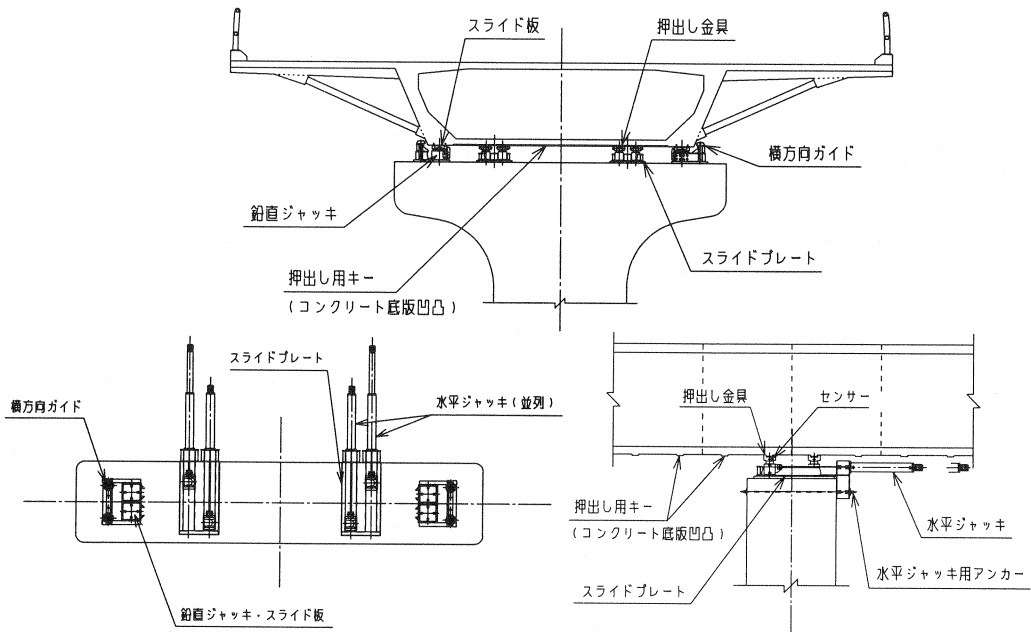 スライド板
押出し金具
横方向ガイド
鉛直ジャッキ
スライドプレート
押出し用キー
(コンクリート底版凹凸)
スライドプレート
横方向ガイド
水平ジャッキ(並列)
鉛直ジャッキ・スライド板
押出し金具
センサー
押出し用キー
(コンクリート底版凹凸)
水平ジャッキ
水平ジャッキ用アンカー
スライドプレート